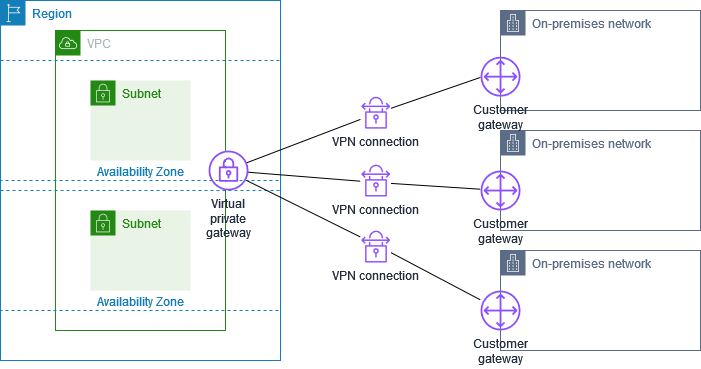 Region
VPC
Subnet
Availability Zone
Subnet
Availability Zone
Virtual
private
gateway
VPN connection
VPN connection
VPN connection
On-premises network
Customer
gateway
On-premises network
Customer
gateway
On-premises network
Customer
gateway